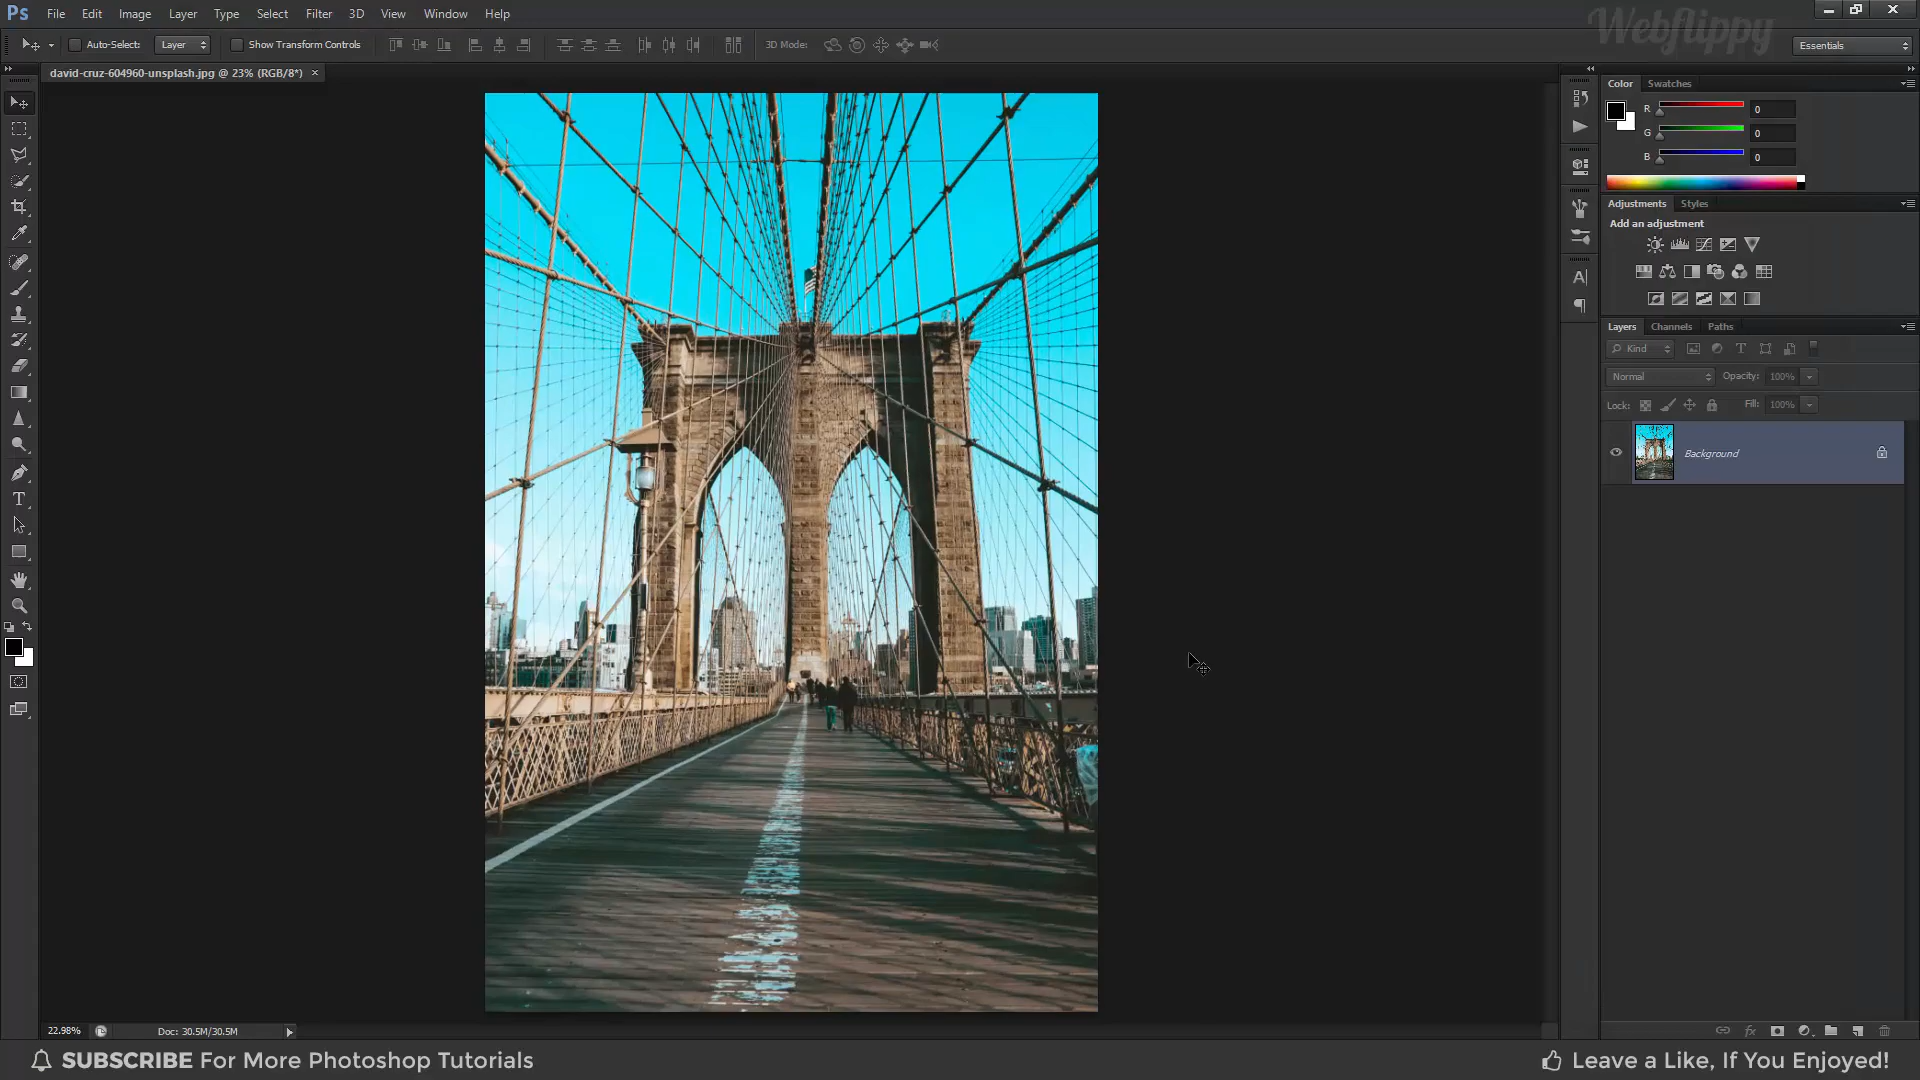 Ps File Edit Image Layer Type Select Filter 3D View Window Help
Webflippy
Auto-Select: Layer Show Transform Controls 3D Mode: Essentials
david-cruz-604960-unsplash.jpg @ 23% (RGB/8*) ×
Color Swatches
R 0
G 0
B 0
Adjustments Styles
Add an adjustment
Layers Channels Paths
Kind
Normal Opacity: 100%
Lock: Fill: 100%
Background
22.98% Doc: 30.5M/30.5M
SUBSCRIBE For More Photoshop Tutorials
Leave a Like, If You Enjoyed!